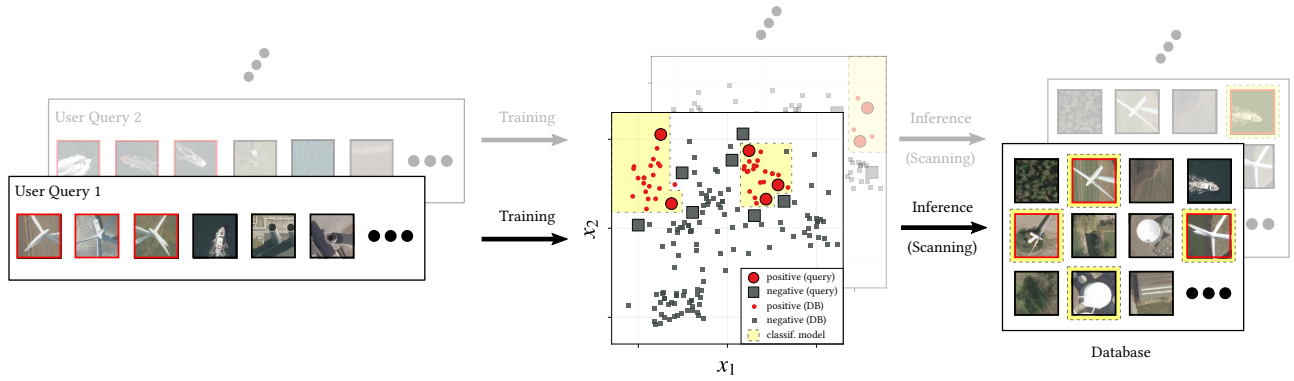 User Query 2
User Query 1
Training
Training
x2
x1
positive (query)
negative (query)
positive (DB)
negative (DB)
classif. model
Inference
(Scanning)
Inference
(Scanning)
Database